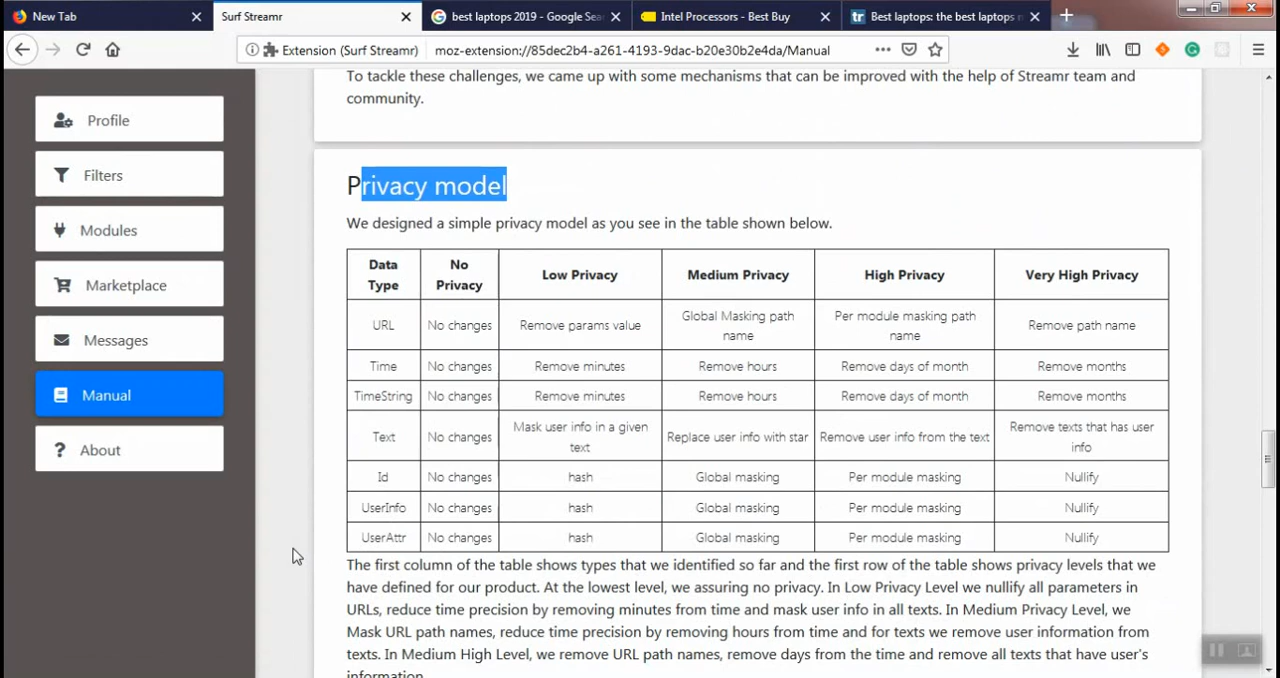 New Tab
Surf Streamr
best laptops 2019 - Google Sea
Intel Processors - Best Buy
Best laptops: the best laptops
Extension (Surf Streamr)
moz-extension://85dec2b4-a261-4193-9dac-b20e30b2e4da/Manual
Profile
Filters
Modules
Marketplace
Messages
Manual
About
To tackle these challenges, we came up with some mechanisms that can be improved with the help of Streamr team and
community.
Privacy model
We designed a simple privacy model as you see in the table shown below.
Data Type No Privacy Low Privacy Medium Privacy High Privacy Very High Privacy
URL No changes Remove params value Global Masking path name Per module masking path name Remove path name
Time No changes Remove minutes Remove hours Remove days of month Remove months
TimeString No changes Remove minutes Remove hours Remove days of month Remove months
Text No changes Mask user info in a given text Replace user info with star Remove user info from the text Remove texts that has user info
Id No changes hash Global masking Per module masking Nullify
UserInfo No changes hash Global masking Per module masking Nullify
UserAttr No changes hash Global masking Per module masking Nullify
The first column of the table shows types that we identified so far and the first row of the table shows privacy levels that we
have defined for our product. At the lowest level, we assuring no privacy. In Low Privacy Level we nullify all parameters in
URLs, reduce time precision by removing minutes from time and mask user info in all texts. In Medium Privacy Level, we
Mask URL path names, reduce time precision by removing hours from time and for texts we remove user information from
texts. In Medium High Level, we remove URL path names, remove days from the time and remove all texts that have user's
information.